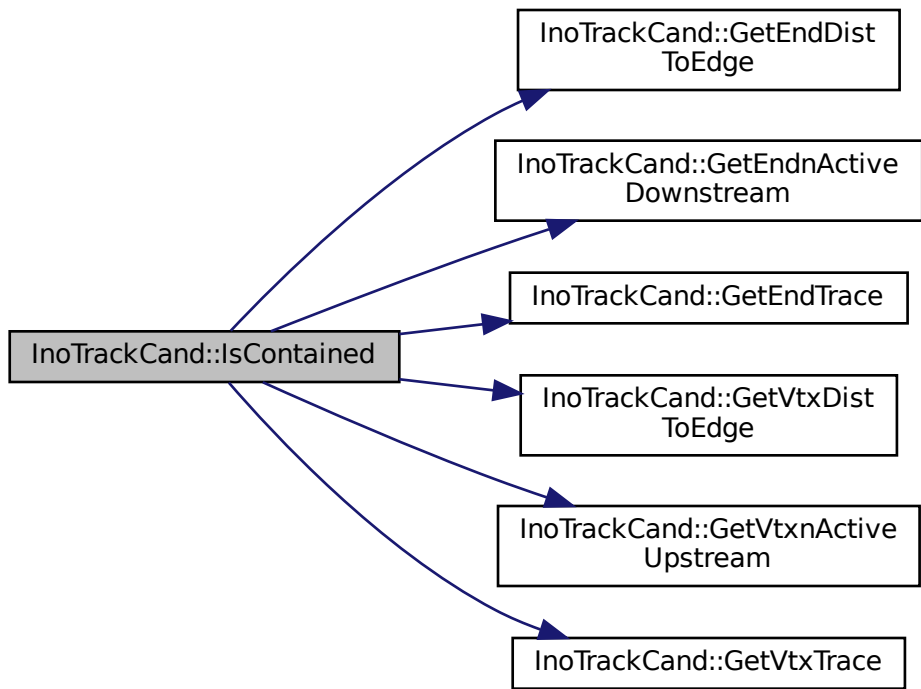 InoTrackCand::GetEndDist
ToEdge
InoTrackCand::GetEndnActive
Downstream
InoTrackCand::GetEndTrace
InoTrackCand::IsContained
InoTrackCand::GetVtxDist
ToEdge
InoTrackCand::GetVtxnActive
Upstream
InoTrackCand::GetVtxTrace